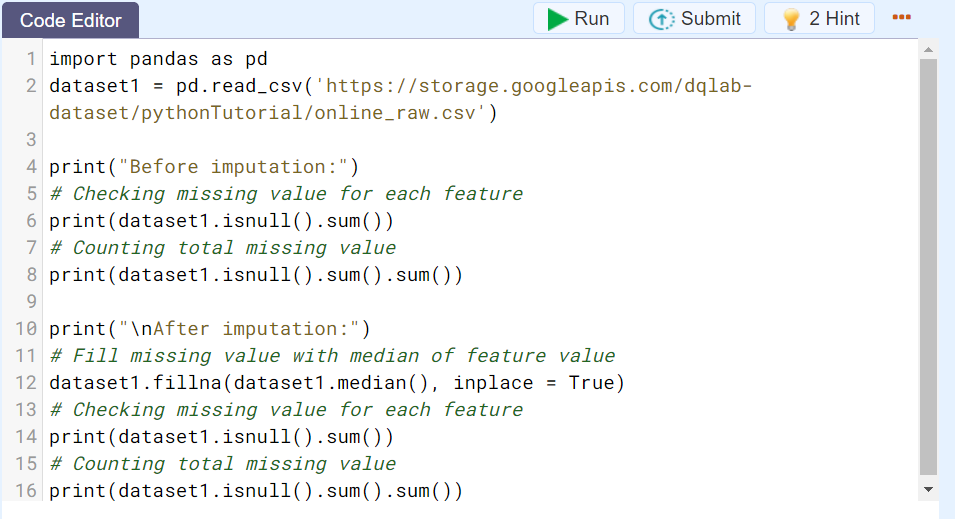 Code Editor
Run
Submit
2 Hint
1 import pandas as pd
2 dataset1 = pd.read_csv('https://storage.googleapis.com/dqlab-
dataset/pythonTutorial/online_raw.csv')
3
4 print("Before imputation:")
5 # Checking missing value for each feature
6 print(dataset1.isnull().sum())
7 # Counting total missing value
8 print(dataset1.isnull().sum().sum())
9
10 print("\nAfter imputation:")
11 # Fill missing value with median of feature value
12 dataset1.fillna(dataset1.median(), inplace = True)
13 # Checking missing value for each feature
14 print(dataset1.isnull().sum())
15 # Counting total missing value
16 print(dataset1.isnull().sum().sum())